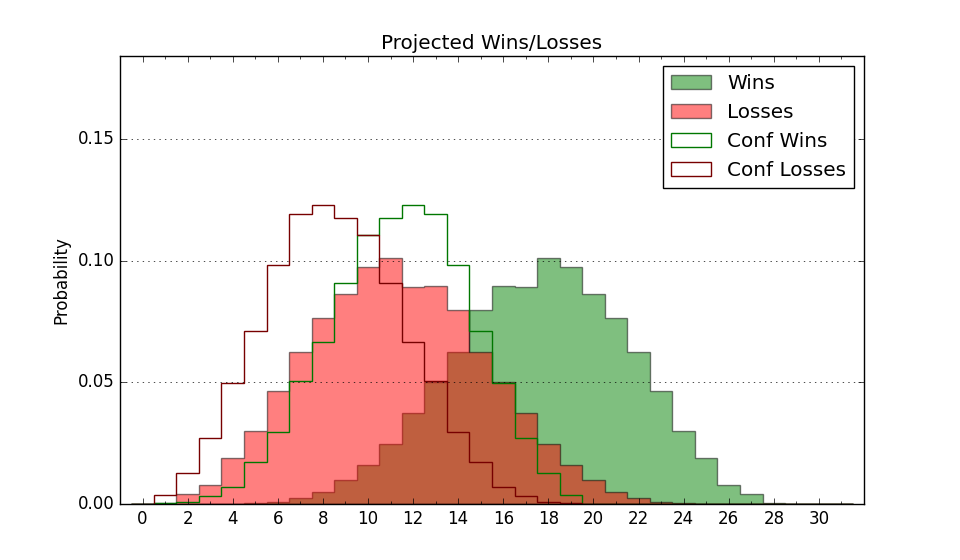 Projected Wins/Losses
Wins
Losses
Conf Wins
Conf Losses
Probability
0.15
0.10
0.05
0.00
0 2 4 6 8 10 12 14 16 18 20 22 24 26 28 30